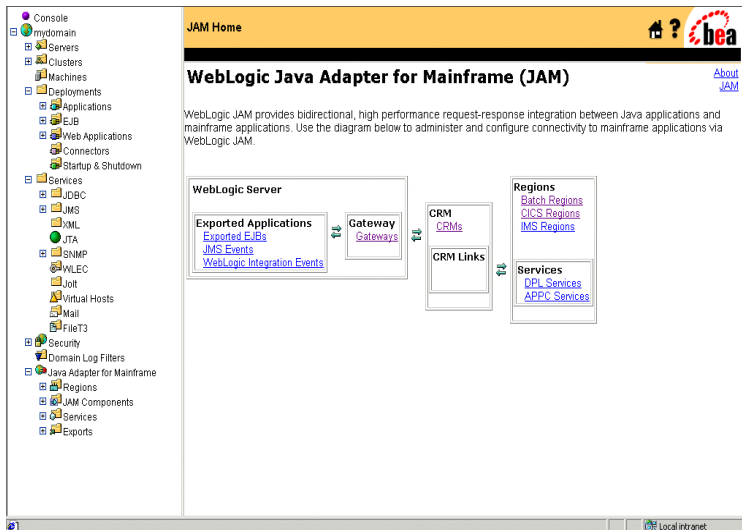 Console
mydomain
Servers
Clusters
Machines
Deployments
Applications
EJB
Web Applications
Connectors
Startup & Shutdown
Services
JDBC
JMS
XML
JTA
SNMP
WLEC
Jolt
Virtual Hosts
Mail
FileT3
Security
Domain Log Filters
Java Adapter for Mainframe
Regions
JAM Components
Services
Exports
JAM Home
?
bea
WebLogic Java Adapter for Mainframe (JAM)
About
JAM
WebLogic JAM provides bidirectional, high performance request-response integration between Java applications and
mainframe applications. Use the diagram below to administer and configure connectivity to mainframe applications via
WebLogic JAM.
WebLogic Server
Exported Applications
Exported EJBs
JMS Events
WebLogic Integration Events
Gateway
Gateways
CRM
CRMs
CRM Links
Regions
Batch Regions
CICS Regions
IMS Regions
Services
DPL Services
APPC Services
Local intranet